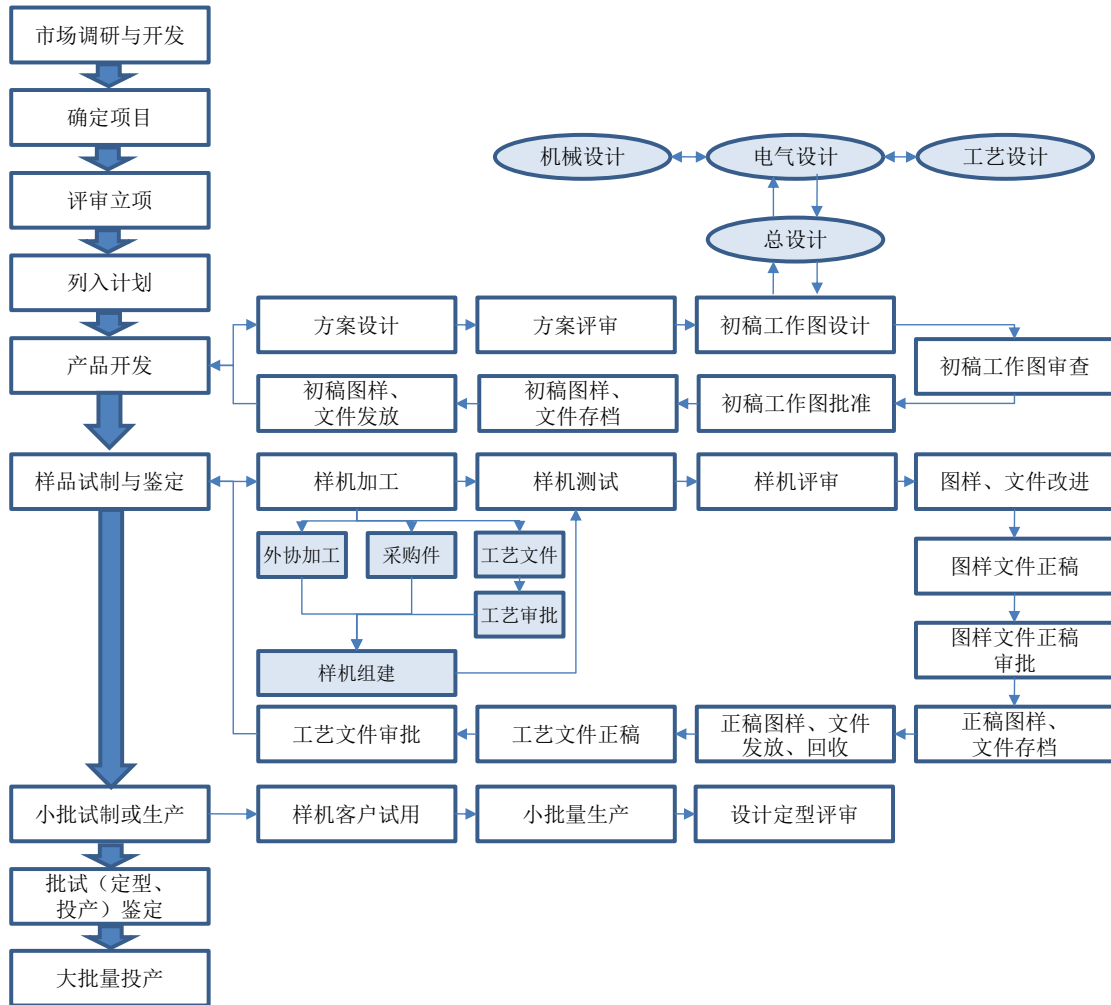 市场调研与开发
确定项目
机械设计
电气设计
工艺设计
评审立项
总设计
列入计划
方案设计
方案评审
初稿工作图设计
产品开发
初稿工作图审查
初稿图样、
文件发放
初稿图样、
文件存档
初稿工作图批准
样品试制与鉴定
样机加工
样机测试
样机评审
图样、文件改进
外协加工
采购件
工艺文件
图样文件正稿
工艺审批
图样文件正稿
审批
样机组建
工艺文件审批
工艺文件正稿
正稿图样、文件
发放、回收
正稿图样、
文件存档
小批试制或生产
样机客户试用
小批量生产
设计定型评审
批试（定型、
投产）鉴定
大批量投产